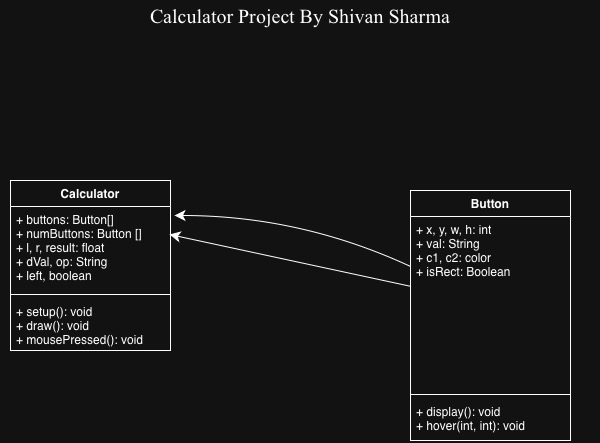 Calculator Project By Shivan Sharma
Calculator
+ buttons: Button[]
+ numButtons: Button []
+ l, r, result: float
+ dVal, op: String
+ left, boolean
+ setup(): void
+ draw(): void
+ mousePressed(): void
Button
+ x, y, w, h: int
+ val: String
+ c1, c2: color
+ isRect: Boolean
+ display(): void
+ hover(int, int): void